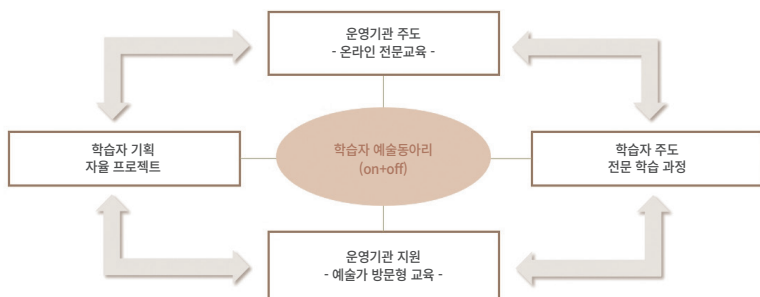 운영기관 주도
- 온라인 전문교육 -
학습자 기획
자율 프로젝트
학습자 예술동아리
(on+off)
학습자 주도
전문 학습 과정
운영기관 지원
- 예술가 방문형 교육 -